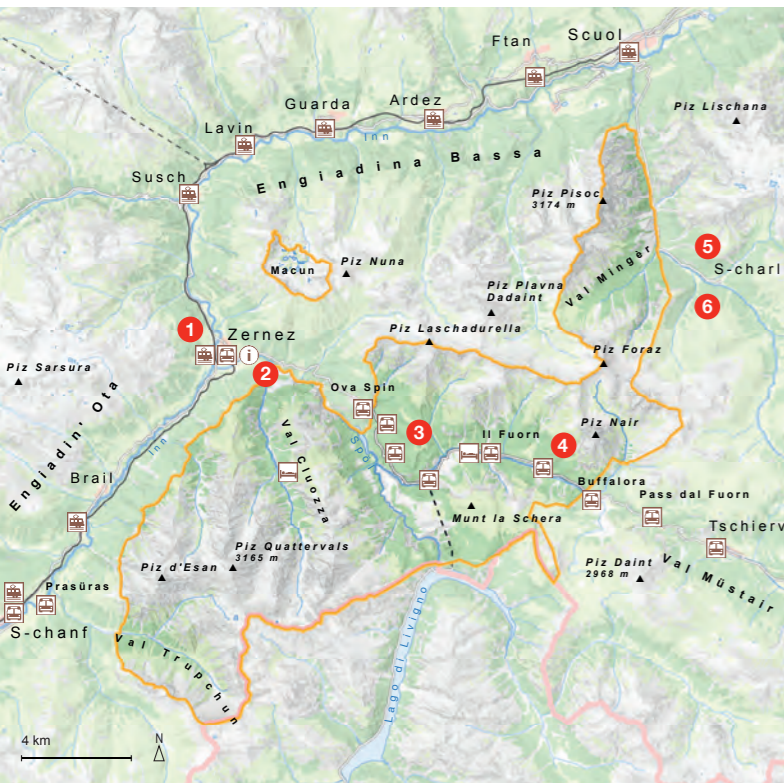 Scuol
Ftan
Piz Lischana
Ardez
Guarda
Lavin
Inn
Engiadina Bassa
Susch
Piz Pisoc
3174 m
5
Macun
Piz Nuna
Val Mingèr
S-charl
Piz Plavna
Dadaint
6
1
Zernez
i
Piz Laschadurella
Piz Foraz
Piz Sarsura
2
Ova Spin
Engiadin' Ota
Inn
Val Cluozza
Spöl
3
Il Fuorn
4
Piz Nair
Brail
Buffalora
Pass dal Fuorn
Munt la Schera
Tschierv
Piz Quattervals
3165 m
Piz d'Esan
Piz Daint
2968 m
Val Müstair
Prasüras
S-chanf
Val Trupchun
Lago di Livigno
4 km
N